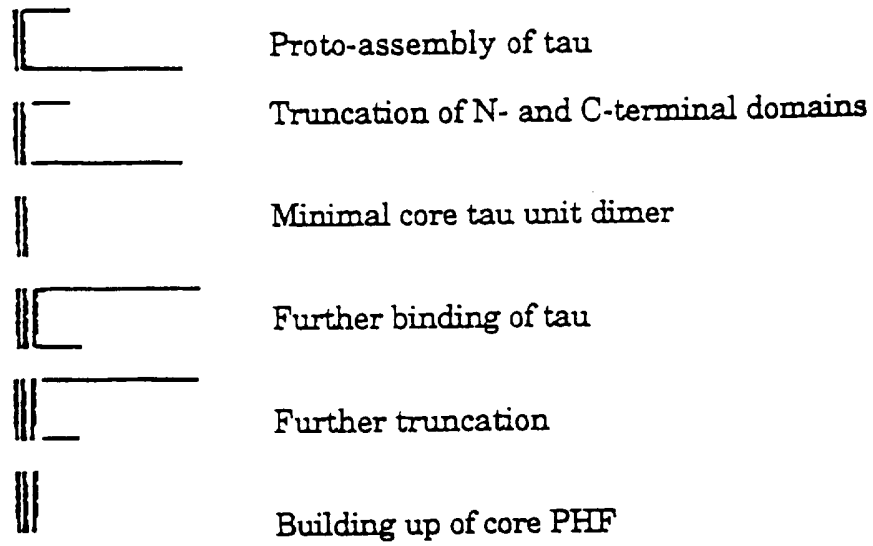 Proto-assembly of tau
Truncation of N- and C-terminal domains
Minimal core tau unit dimer
Further binding of tau
Further truncation
Building up of core PHF